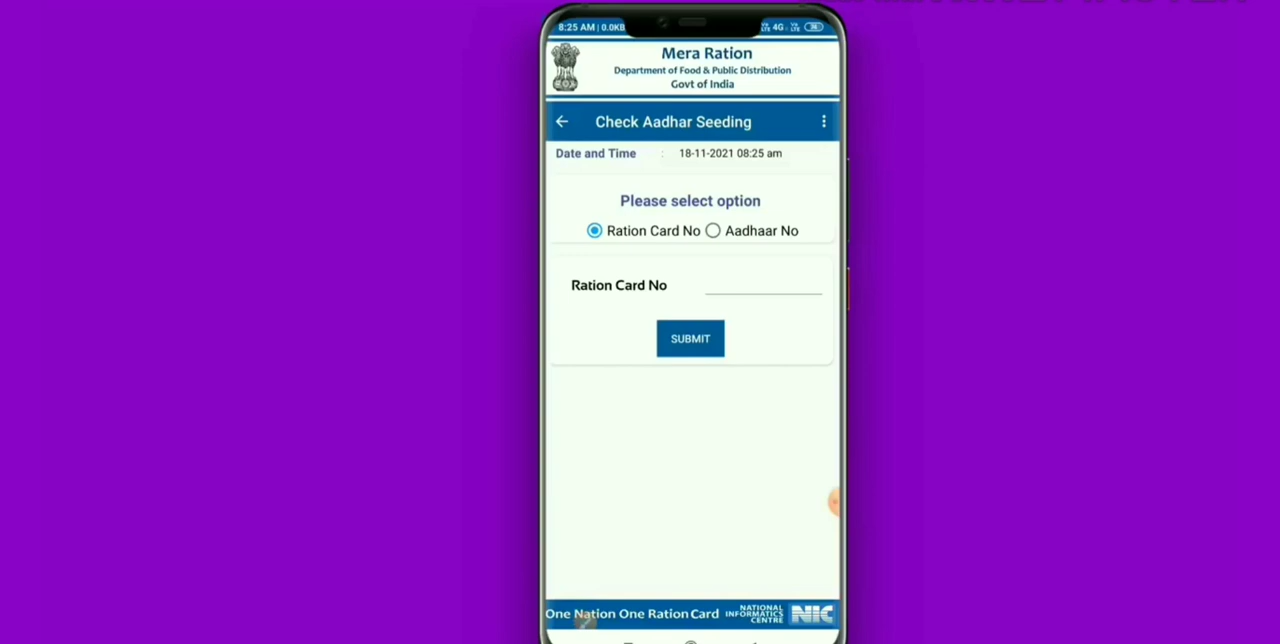 8:25 AM | 0.0KB 4G
Mera Ration
Department of Food & Public Distribution
Govt of India
Check Aadhar Seeding
Date and Time : 18-11-2021 08:25 am
Please select option
Ration Card No Aadhaar No
Ration Card No
SUBMIT
One Nation One Ration Card NATIONAL INFORMATICS CENTRE NIC